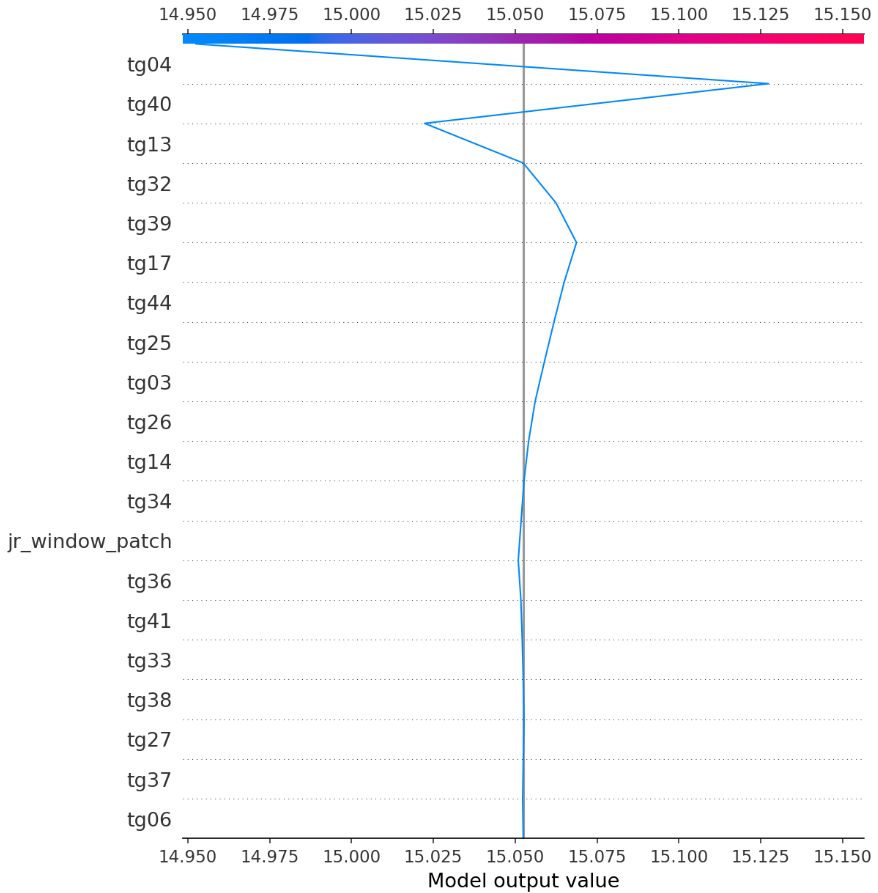 14.950 14.975 15.000 15.025 15.050 15.075 15.100 15.125 15.150
tg04
tg40
tg13
tg32
tg39
tg17
tg44
tg25
tg03
tg26
tg14
tg34
jr_window_patch
tg36
tg41
tg33
tg38
tg27
tg37
tg06
14.950 14.975 15.000 15.025 15.050 15.075 15.100 15.125 15.150
Model output value